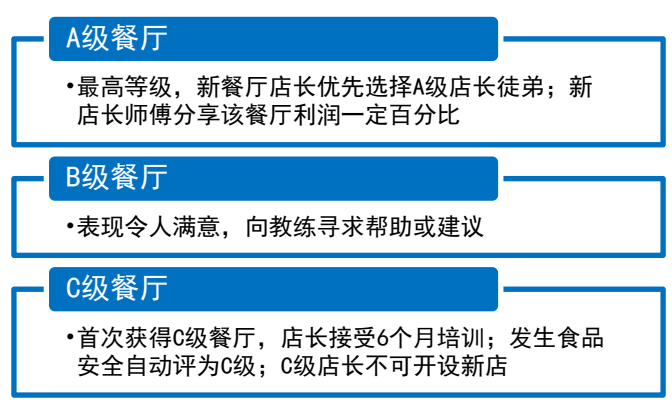 A级餐厅
•最高等级，新餐厅店长优先选择A级店长徒弟；新
店长师傅分享该餐厅利润一定百分比
B级餐厅
•表现令人满意，向教练寻求帮助或建议
C级餐厅
•首次获得C级餐厅，店长接受6个月培训；发生食品
安全自动评为C级；C级店长不可开设新店